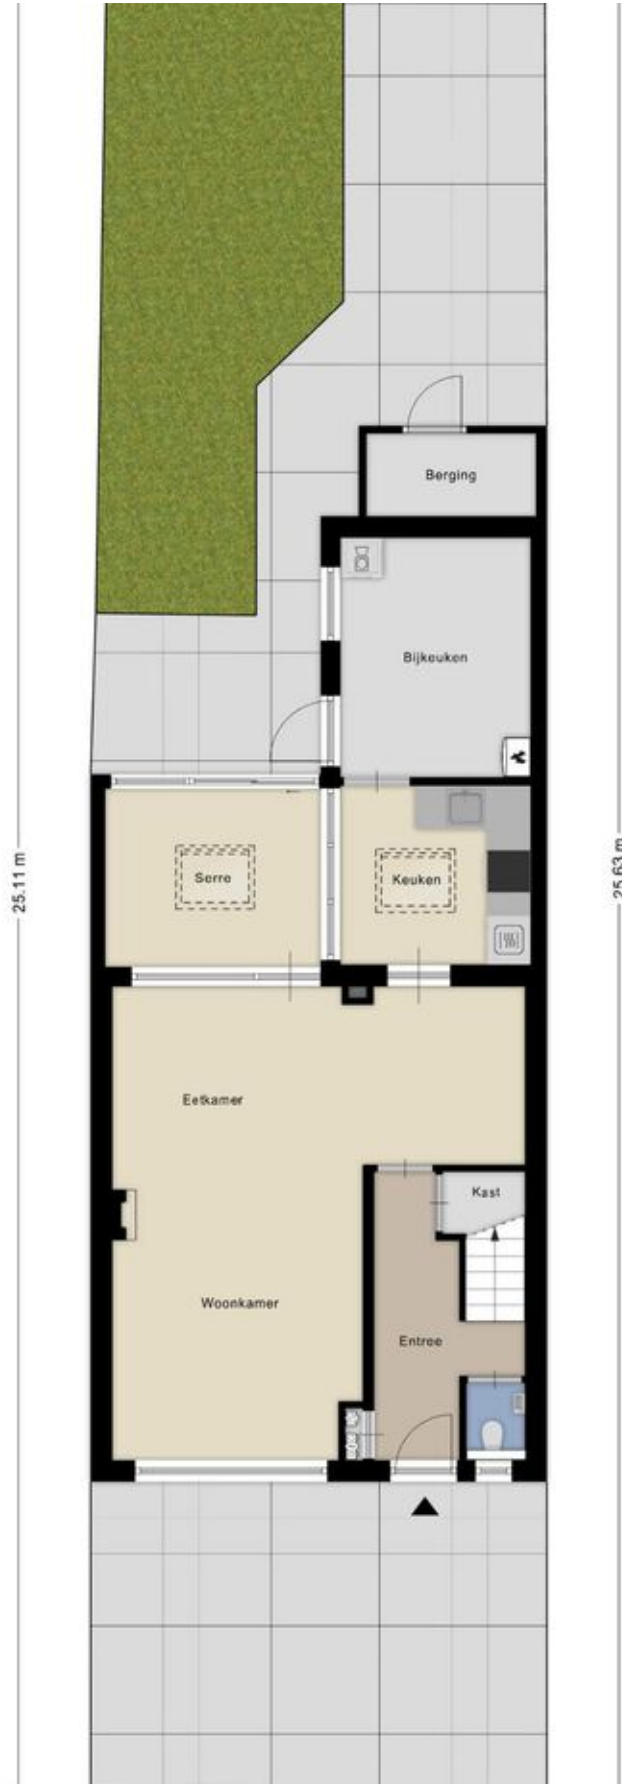 Berging
Bijkeuken
25.11 m
Serre
Keuken
25.63 m
Eetkamer
Kast
Woonkamer
Entree